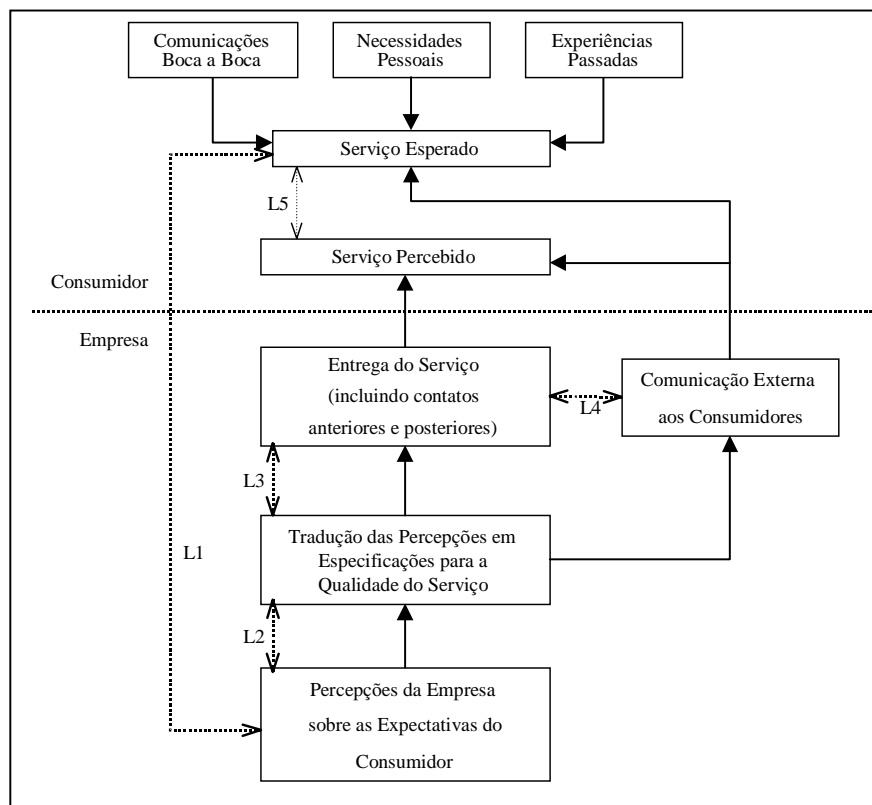 Comunicações
Boca a Boca
Necessidades
Pessoais
Experiências
Passadas
Serviço Esperado
L5
Serviço Percebido
Consumidor
Empresa
Entrega do Serviço
(incluindo contatos
anteriores e posteriores)
L4
Comunicação Externa
aos Consumidores
L3
L1
Tradução das Percepções em
Especificações para a
Qualidade do Serviço
L2
Percepções da Empresa
sobre as Expectativas do
Consumidor